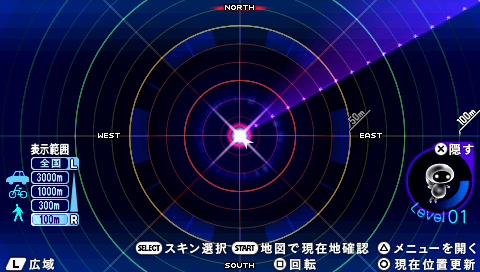 NORTH
WEST
EAST
50m
100m
表示範囲
全国 L
3000m
1000m
300m
100m R
×隠す
Level 01
SELECT スキン選択 START 地図で現在地確認 △メニューを開く
L 広域 SOUTH □回転 ○現在位置更新